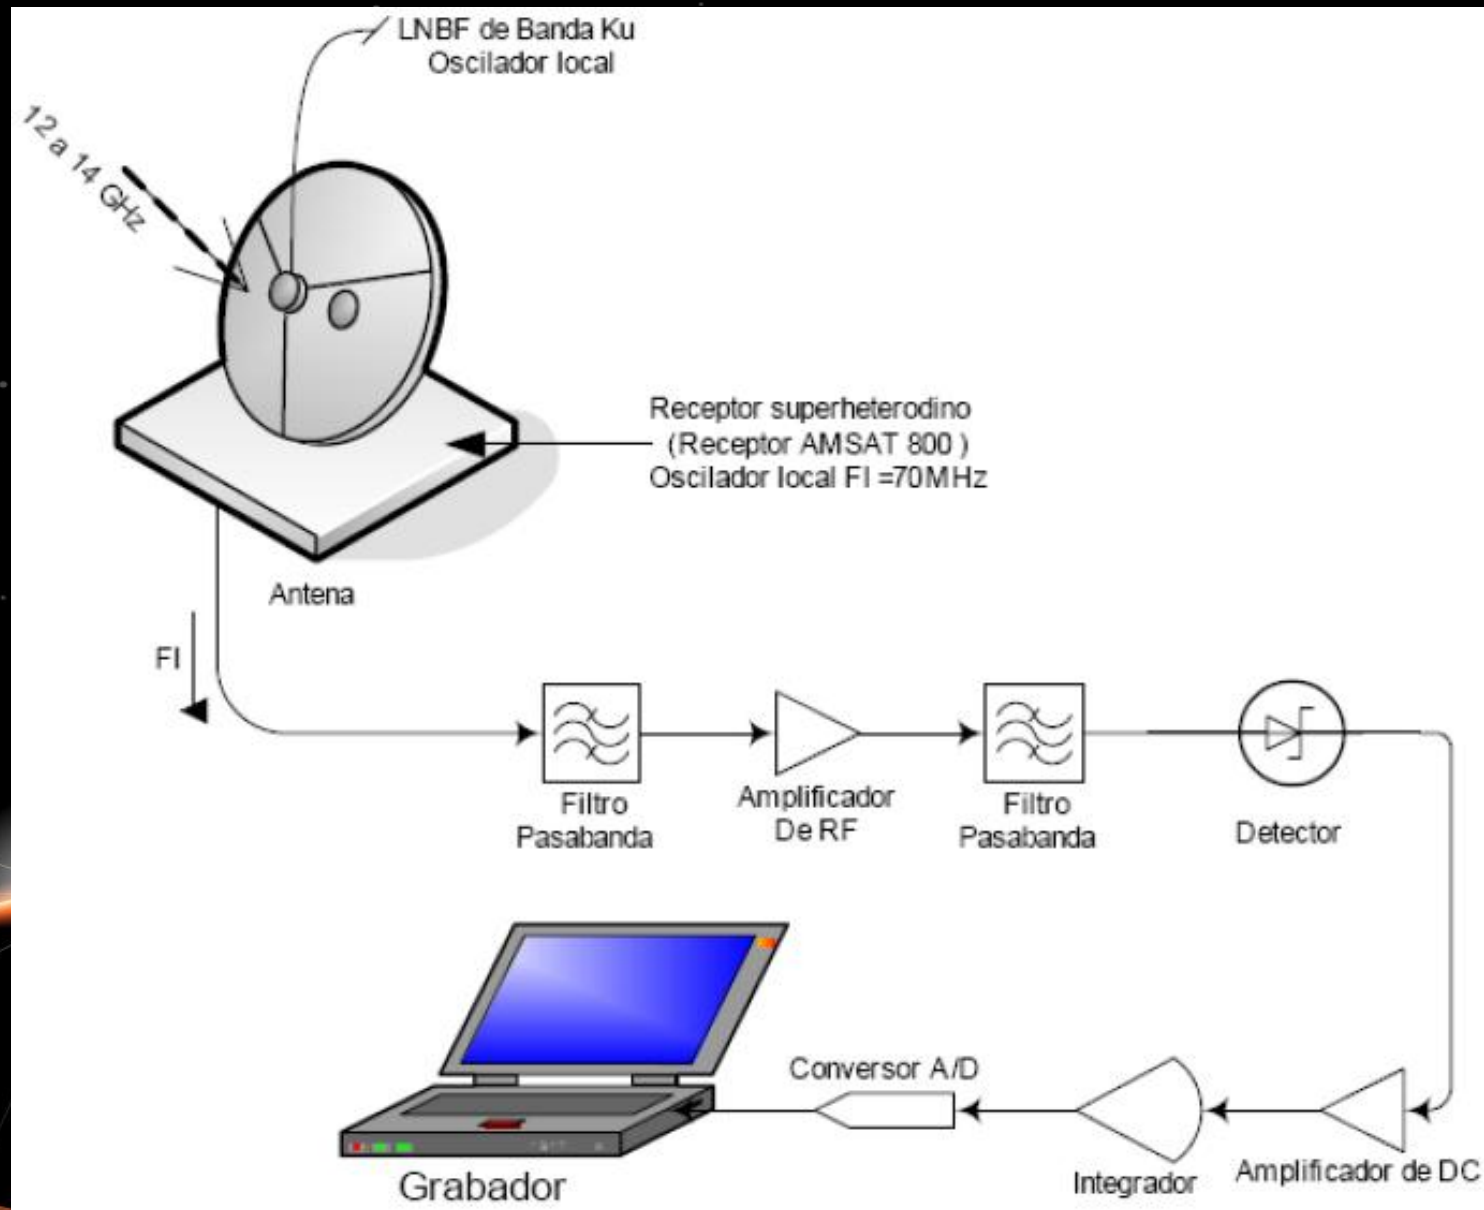 LNBF de Banda Ku
Oscilador local
12 a 14 GHz
Receptor superheterodino
(Receptor AMSAT 800 )
Oscilador local FI =70MHz
Antena
FI
Filtro
Pasabanda
Amplificador
De RF
Filtro
Pasabanda
Detector
Conversor A/D
Grabador
Integrador
Amplificador de DC